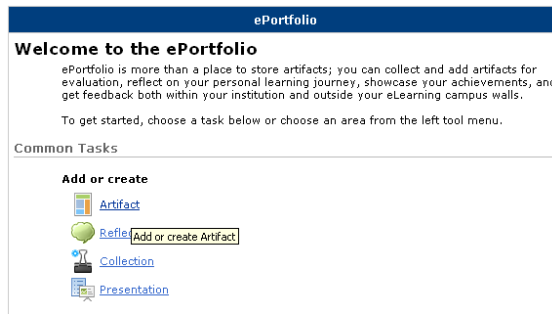 ePortfolio
Welcome to the ePortfolio
ePortfolio is more than a place to store artifacts; you can collect and add artifacts for
evaluation, reflect on your personal learning journey, showcase your achievements, and
get feedback both within your institution and outside your eLearning campus walls.
To get started, choose a task below or choose an area from the left tool menu.
Common Tasks
Add or create
Artifact
Add or create Artifact
Collection
Presentation